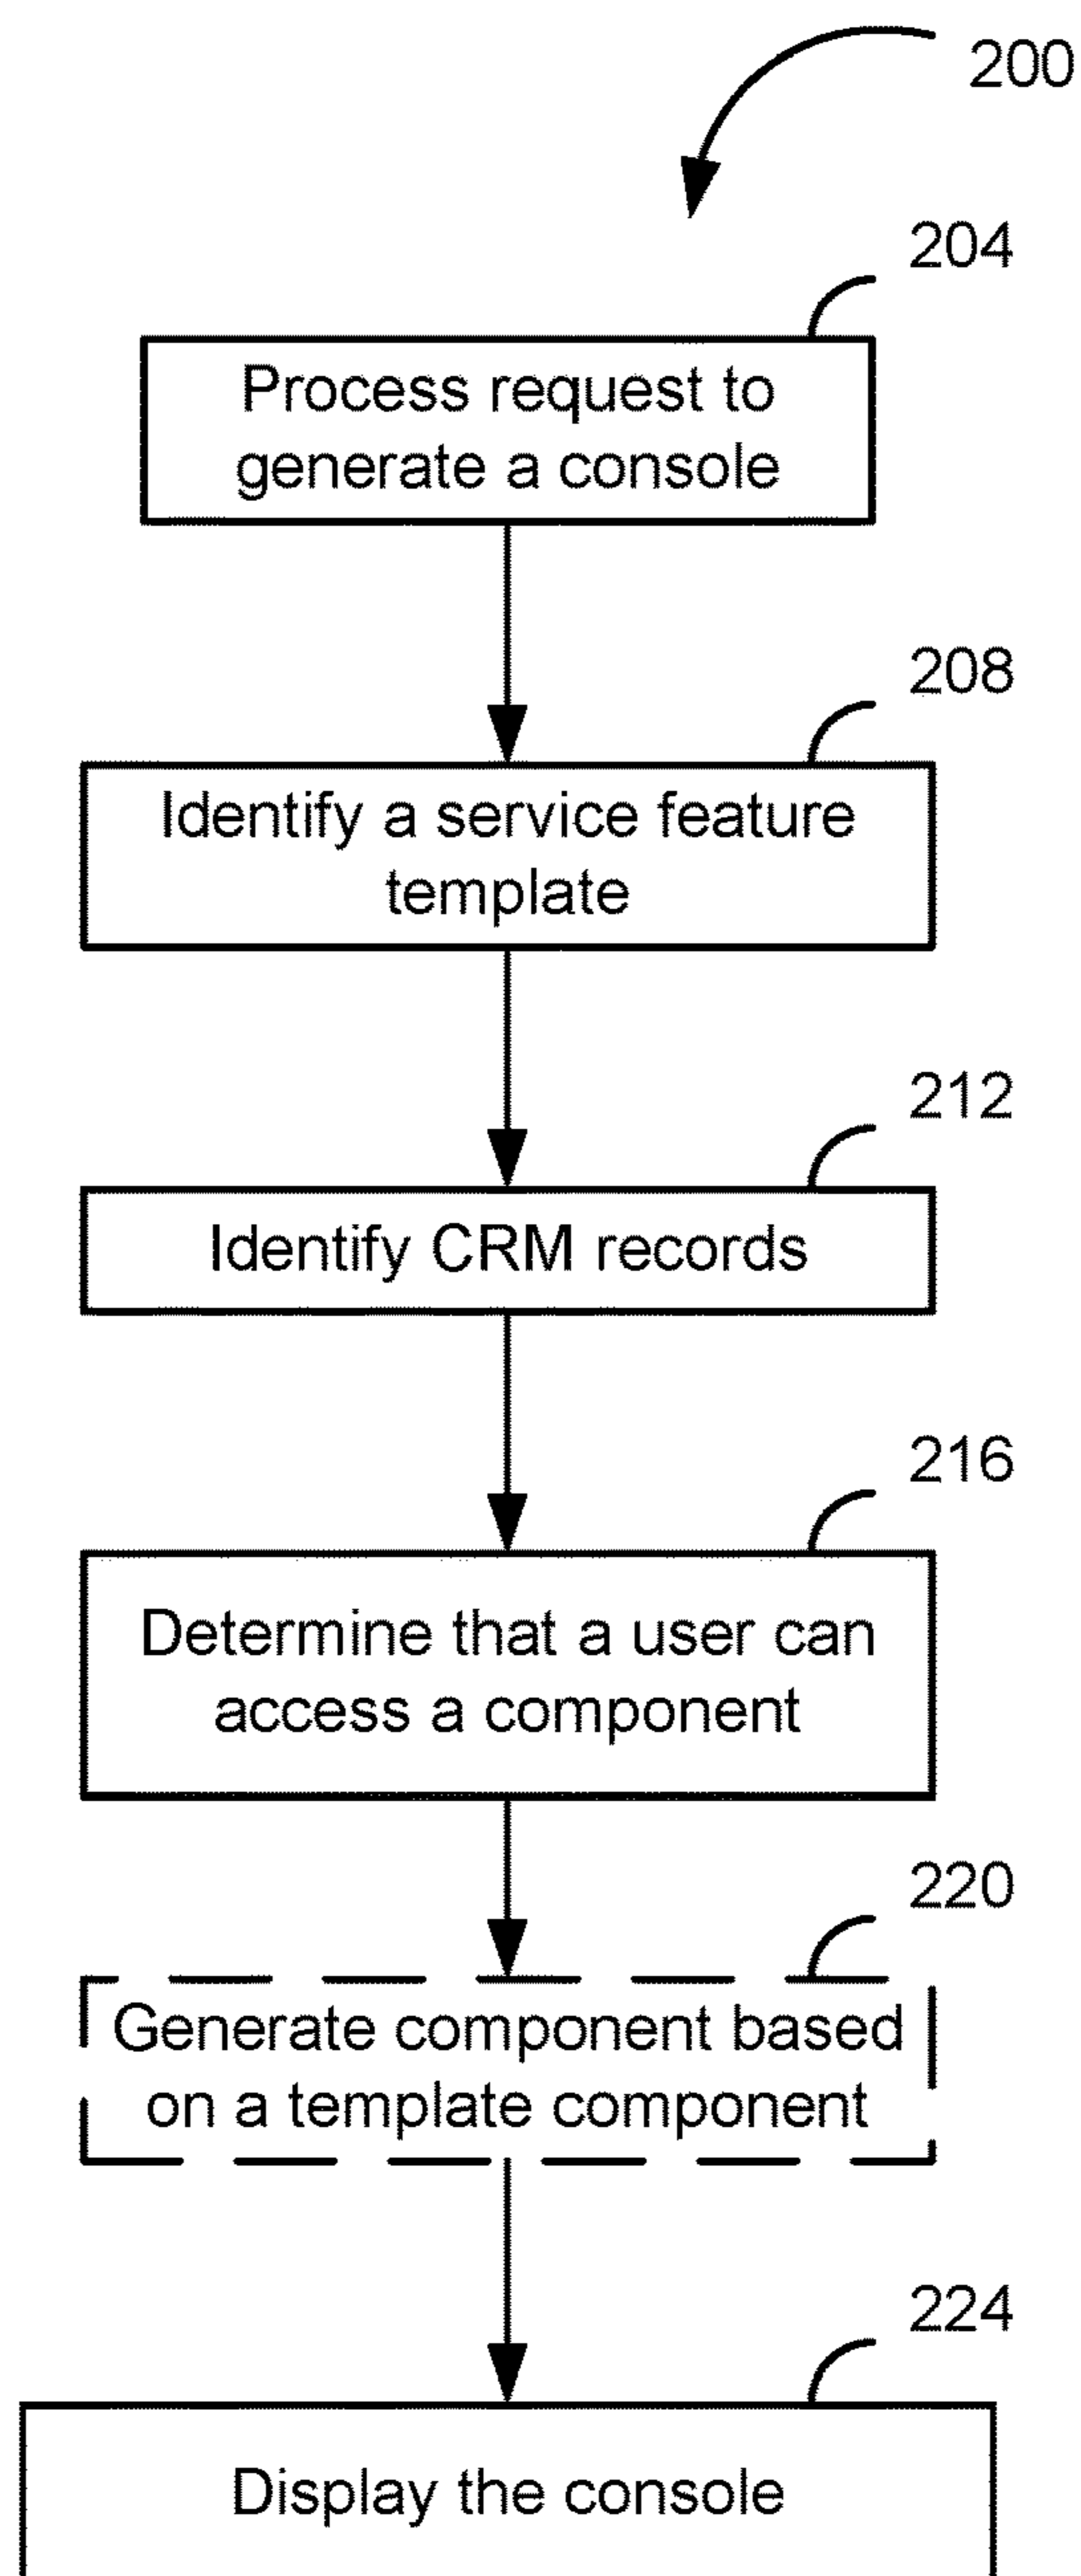 200
204
Process request to
generate a console
208
Identify a service feature
template
212
Identify CRM records
216
Determine that a user can
access a component
220
Generate component based
on a template component
224
Display the console